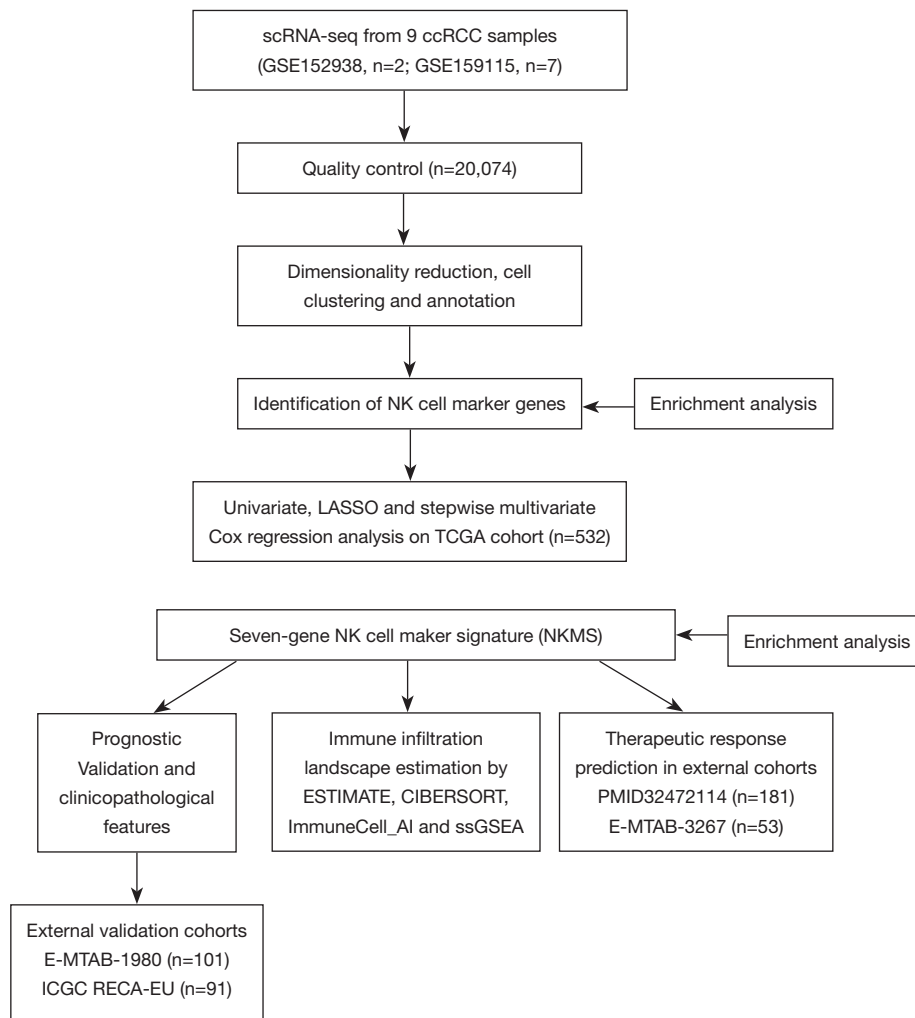 scRNA-seq from 9 ccRCC samples
(GSE152938, n=2; GSE159115, n=7)
Quality control (n=20,074)
Dimensionality reduction, cell
clustering and annotation
Identification of NK cell marker genes
Enrichment analysis
Univariate, LASSO and stepwise multivariate
Cox regression analysis on TCGA cohort (n=532)
Seven-gene NK cell maker signature (NKMS)
Enrichment analysis
Prognostic
Validation and
clinicopathological
features
Immune infiltration
landscape estimation by
ESTIMATE, CIBERSORT,
ImmuneCell_AI and ssGSEA
Therapeutic response
prediction in external cohorts
PMID32472114 (n=181)
E-MTAB-3267 (n=53)
External validation cohorts
E-MTAB-1980 (n=101)
ICGC RECA-EU (n=91)